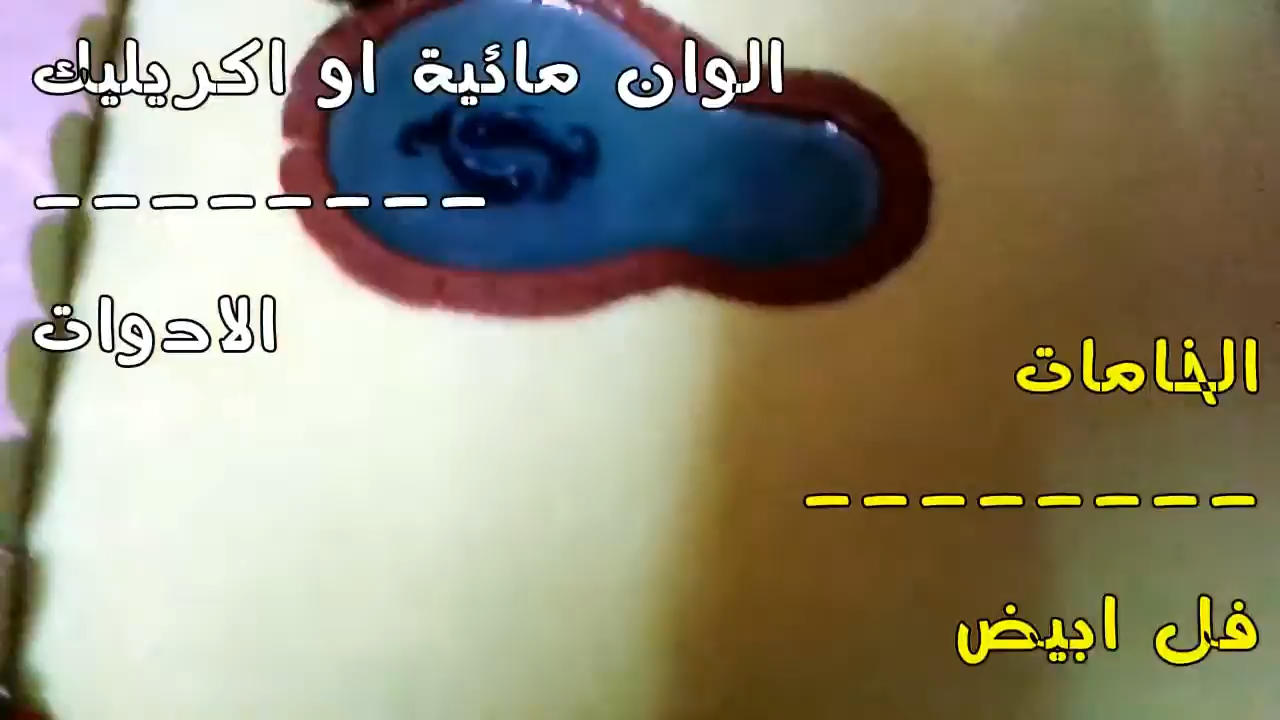 الوان مائية او اكريليك
--------
الادوات
الخامات
--------
فل ابيض